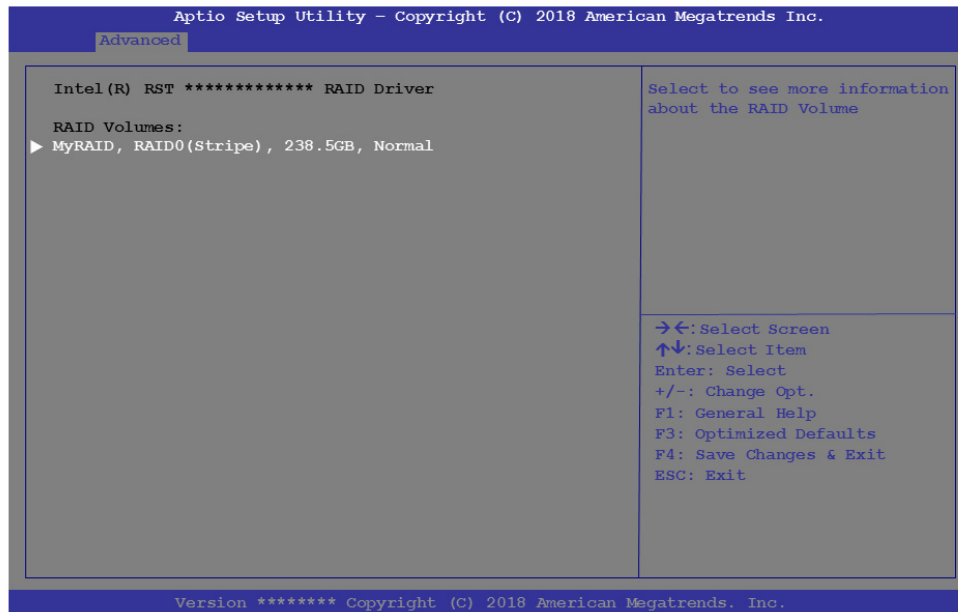 Aptio Setup Utility – Copyright (C) 2018 American Megatrends Inc.
Advanced
Intel(R) RST ************* RAID Driver
RAID Volumes:
▶ MyRAID, RAID0(Stripe), 238.5GB, Normal
Select to see more information
about the RAID Volume
→←: Select Screen
↑↓: Select Item
Enter: Select
+/-: Change Opt.
F1: General Help
F3: Optimized Defaults
F4: Save Changes & Exit
ESC: Exit
Version ******** Copyright (C) 2018 American Megatrends. Inc.